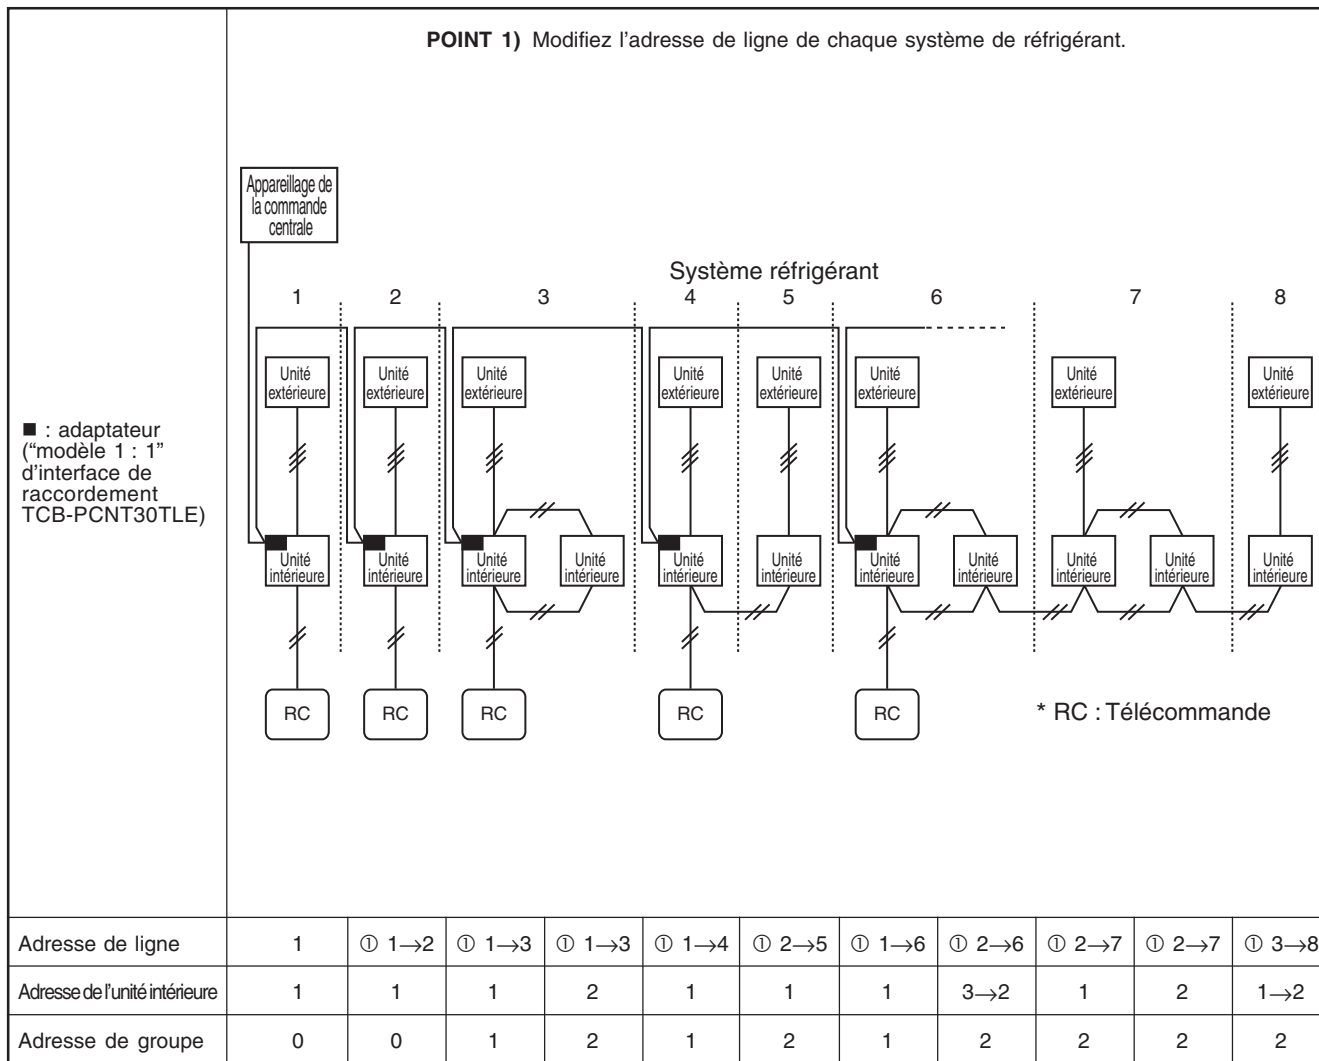 POINT 1) Modifiez l’adresse de ligne de chaque système de réfrigérant.
Appareillage de
la commande
centrale
Système réfrigérant
1 2 3 4 5 6 7 8
Unité extérieure Unité extérieure Unité extérieure Unité extérieure Unité extérieure Unité extérieure Unité extérieure Unité extérieure
■ : adaptateur
(“modèle 1 : 1”
d’interface de
raccordement
TCB-PCNT30TLE)
Unité intérieure Unité intérieure Unité intérieure Unité intérieure Unité intérieure Unité intérieure Unité intérieure Unité intérieure Unité intérieure Unité intérieure Unité intérieure
RC RC RC RC RC * RC : Télécommande
Adresse de ligne 1 ① 1→2 ① 1→3 ① 1→3 ① 1→4 ① 2→5 ① 1→6 ① 2→6 ① 2→7 ① 2→7 ① 3→8
Adresse de l’unité intérieure 1 1 1 2 1 1 1 3→2 1 2 1→2
Adresse de groupe 0 0 1 2 1 2 1 2 2 2 2